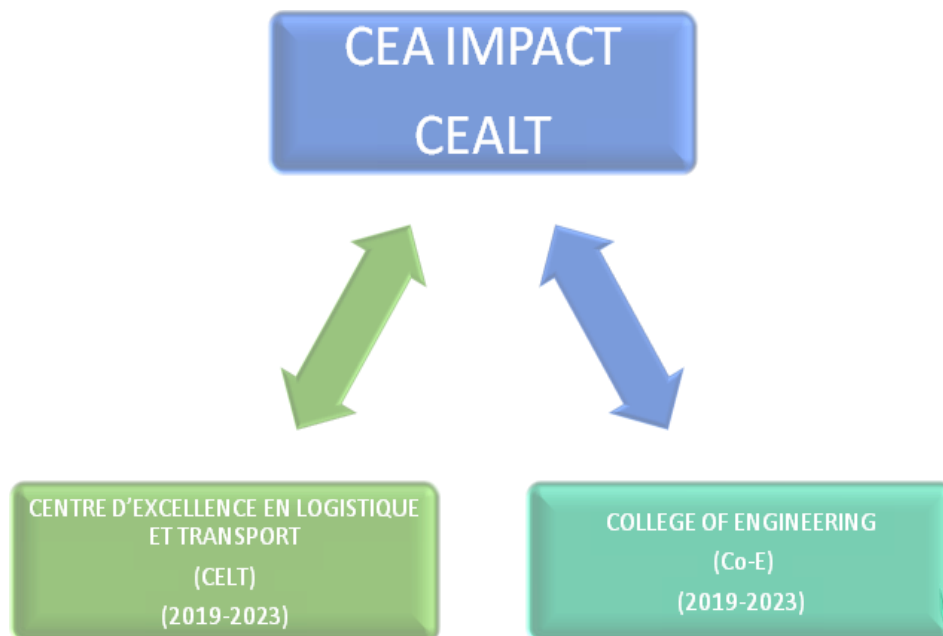 CEA IMPACT
CEALT
CENTRE D’EXCELLENCE EN LOGISTIQUE
ET TRANSPORT
(CELT)
(2019-2023)
COLLEGE OF ENGINEERING
(Co-E)
(2019-2023)